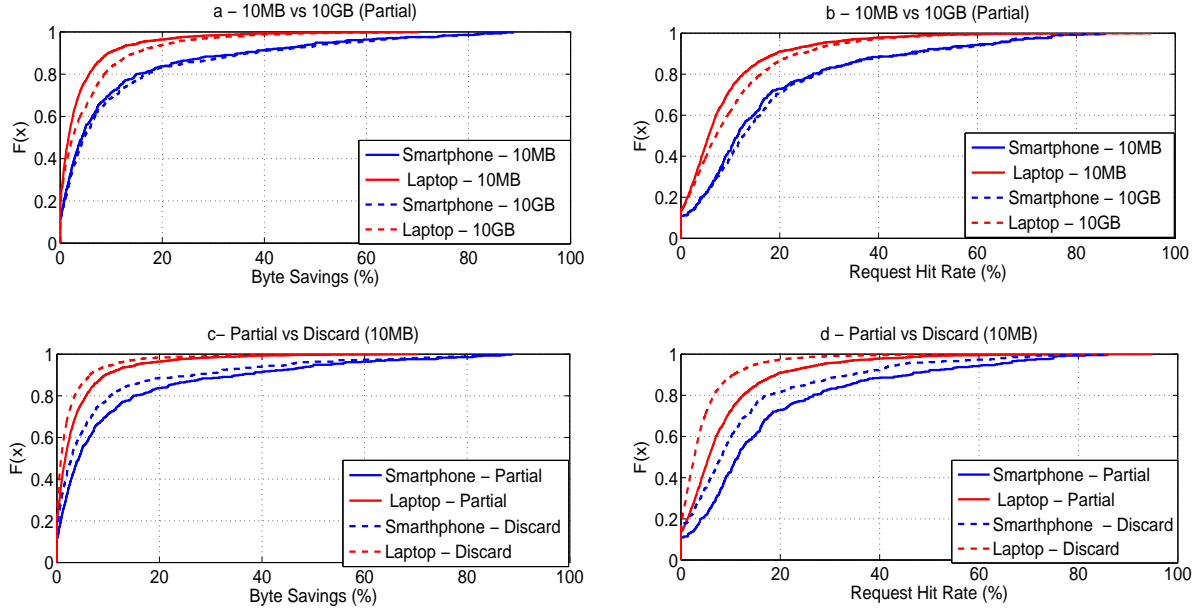 a − 10MB vs 10GB (Partial)
1
0.8
0.6
0.4
0.2
0
F(x)
Smartphone − 10MB
Laptop − 10MB
Smartphone − 10GB
Laptop − 10GB
0 20 40 60 80 100
Byte Savings (%)
b − 10MB vs 10GB (Partial)
1
0.8
0.6
0.4
0.2
0
F(x)
Smartphone − 10MB
Laptop − 10MB
Smartphone − 10GB
Laptop − 10GB
0 20 40 60 80 100
Request Hit Rate (%)
c− Partial vs Discard (10MB)
1
0.8
0.6
0.4
0.2
0
F(x)
Smartphone − Partial
Laptop − Partial
Smarthphone − Discard
Laptop − Discard
0 20 40 60 80 100
Byte Savings (%)
d − Partial vs Discard (10MB)
1
0.8
0.6
0.4
0.2
0
F(x)
Smartphone − Partial
Laptop − Partial
Smarthphone − Discard
Laptop − Discard
0 20 40 60 80 100
Request Hit Rate (%)